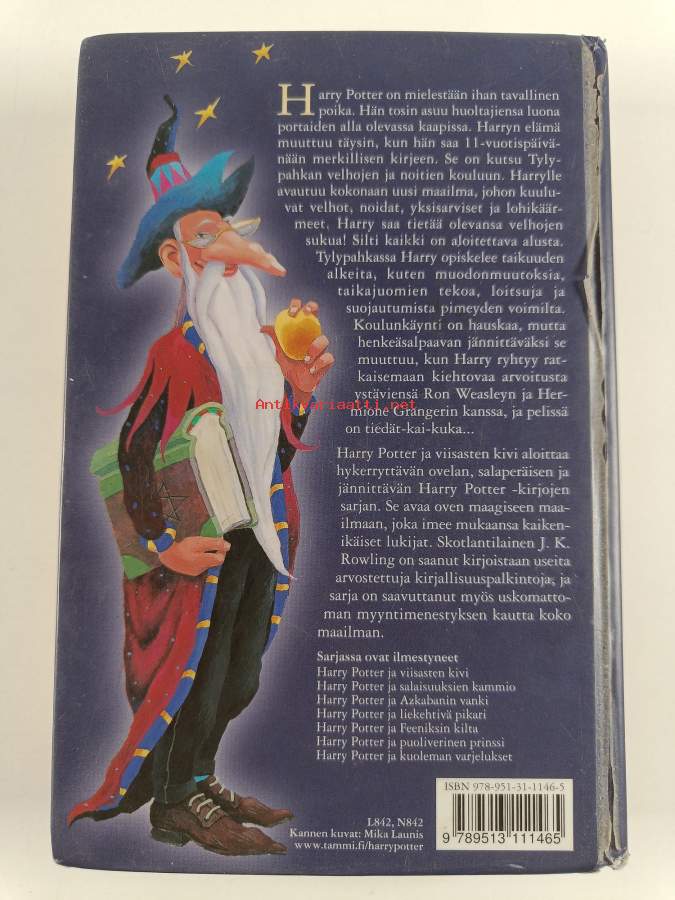 Harry Potter on mielestään ihan tavallinen
poika. Hän tosin asuu huoltajiensa luona
portaiden alla olevassa kaapissa. Harryn elämä
muuttuu täysin, kun hän saa 11-vuotispäivä-
nään merkillisen kirjeen. Se on kutsu Tyly-
pahkan velhojen ja noitien kouluun. Harrylle
avautuu kokonaan uusi maailma, johon kuulu-
vat velhot, noidat, yksisarviset ja lohikäär-
meet. Harry saa tietää olevansa velhojen
sukua! Silti kaikki on aloitettava alusta.
Tylypahkassa Harry opiskelee taikuuden
alkeita, kuten muodonmuutoksia,
taikajuomien tekoa, loitsuja ja
suojautumista pimeyden voimilta.
Koulunkäynti on hauskaa, mutta
henkeäsalpaavan jännittäväksi se
muuttuu, kun Harry ryhtyy rat-
kaisemaan kiehtovaa arvoitusta
ystäviensä Ron Weasleyn ja Her-
mione Grangerin kanssa, ja pelissä
on tiedät-kai-kuka...
Antikvariaatti.net
Harry Potter ja viisasten kivi aloittaa
hykerryttävän ovelan, salaperäisen ja
jännittävän Harry Potter -kirjojen
sarjan. Se avaa oven maagiseen maa-
ilmaan, joka imee mukaansa kaiken-
ikäiset lukijat. Skotlantilainen J. K.
Rowling on saanut kirjoistaan useita
arvostettuja kirjallisuuspalkintoja, ja
sarja on saavuttanut myös uskomatto-
man myyntimenestyksen kautta koko
maailman.
Sarjassa ovat ilmestyneet
Harry Potter ja viisasten kivi
Harry Potter ja salaisuuksien kammio
Harry Potter ja Azkabanin vanki
Harry Potter ja liekehtivä pikari
Harry Potter ja Feeniksin kilta
Harry Potter ja puoliverinen prinssi
Harry Potter ja kuoleman varjelukset
ISBN 978-951-31-1146-5
9 789513 111465
L842, N842
Kannen kuvat: Mika Launis
www.tammi.fi/harrypotter